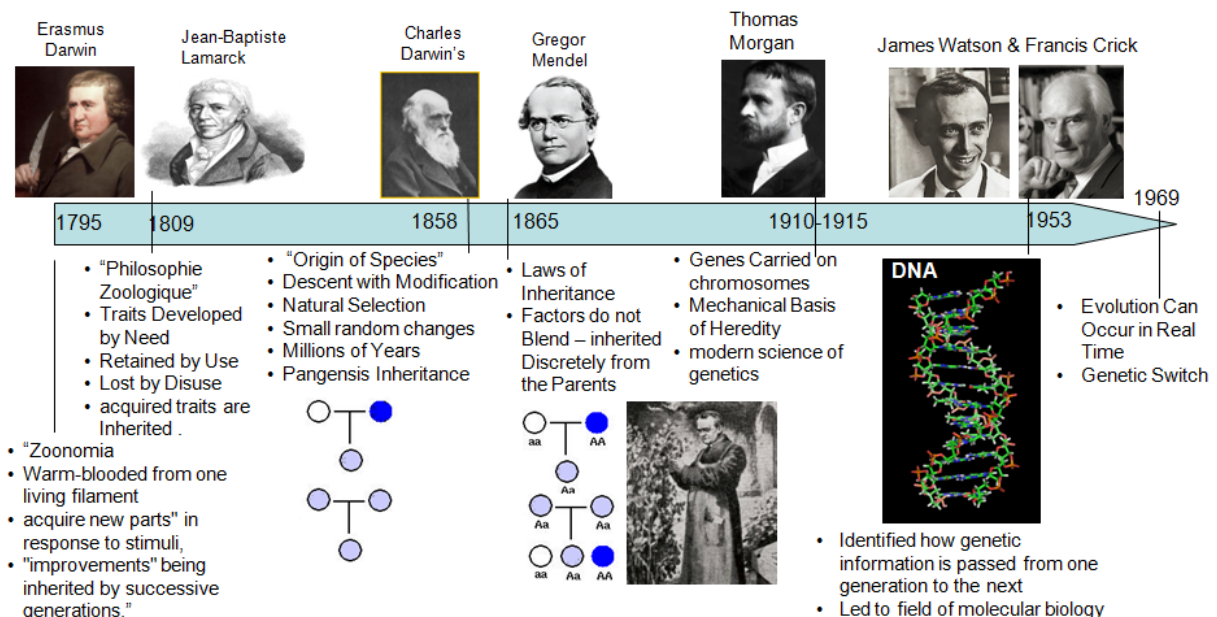 Erasmus
Darwin
Jean-Baptiste
Lamarck
Charles
Darwin's
Gregor
Mendel
Thomas
Morgan
James Watson & Francis Crick
1795
1809
1858
1865
1910-1915
1953
1969
• "Philosophie
Zoologique"
• Traits Developed
by Need
• Retained by Use
• Lost by Disuse
• acquired traits are
Inherited .
• "Zoonomia
• Warm-blooded from one
living filament
• acquire new parts" in
response to stimuli,
• "improvements" being
inherited by successive
generations."
• "Origin of Species"
• Descent with Modification
• Natural Selection
• Small random changes
• Millions of Years
• Pangensis Inheritance
• Laws of
Inheritance
• Factors do not
Blend – inherited
Discretely from
the Parents
aa
AA
Aa
Aa
Aa
aa
Aa
AA
• Genes Carried on
chromosomes
• Mechanical Basis
of Heredity
• modern science of
genetics
DNA
• Identified how genetic
information is passed from one
generation to the next
• Led to field of molecular biology
• Evolution Can
Occur in Real
Time
• Genetic Switch